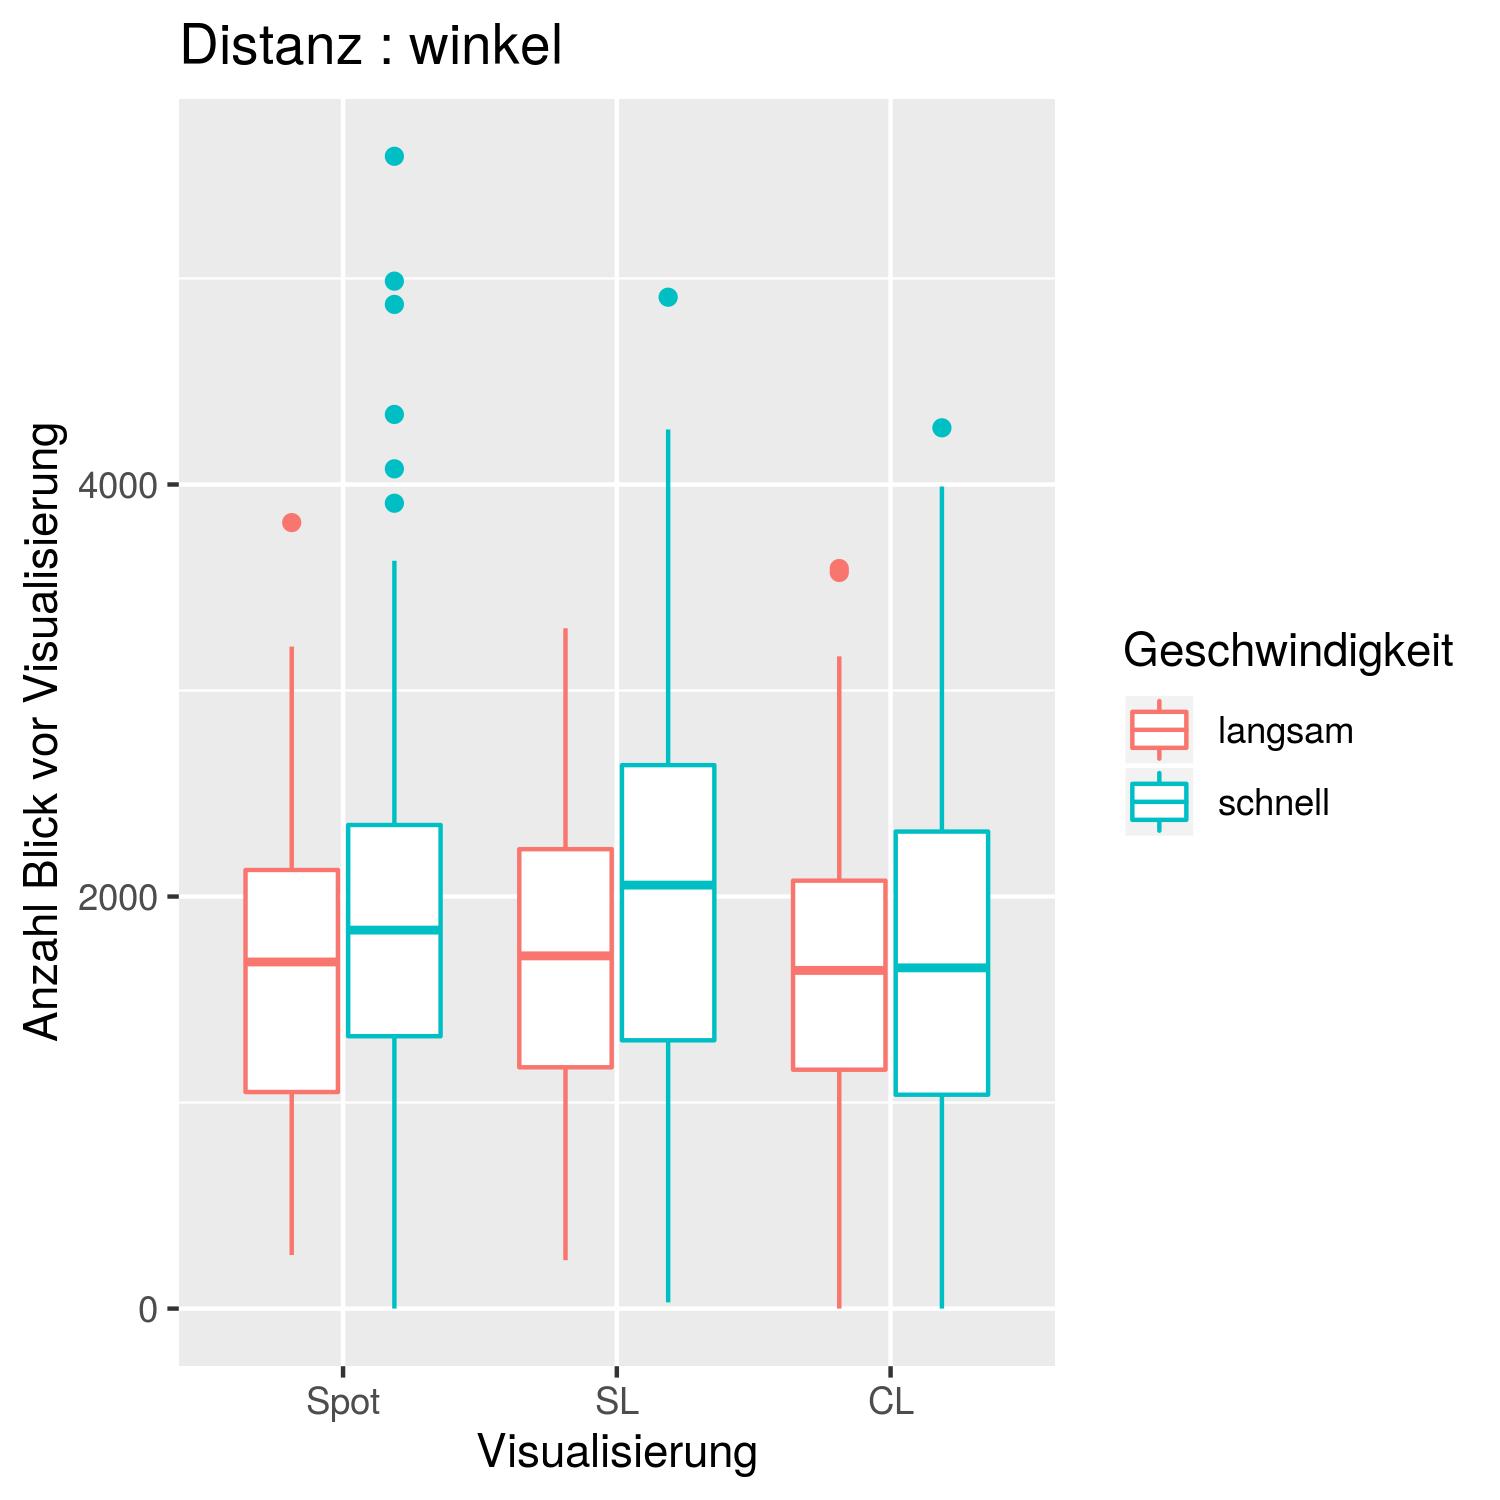 Distanz : winkel
Anzahl Blick vor Visualisierung
4000
2000
0
Spot
SL
CL
Visualisierung
Geschwindigkeit
langsam
schnell